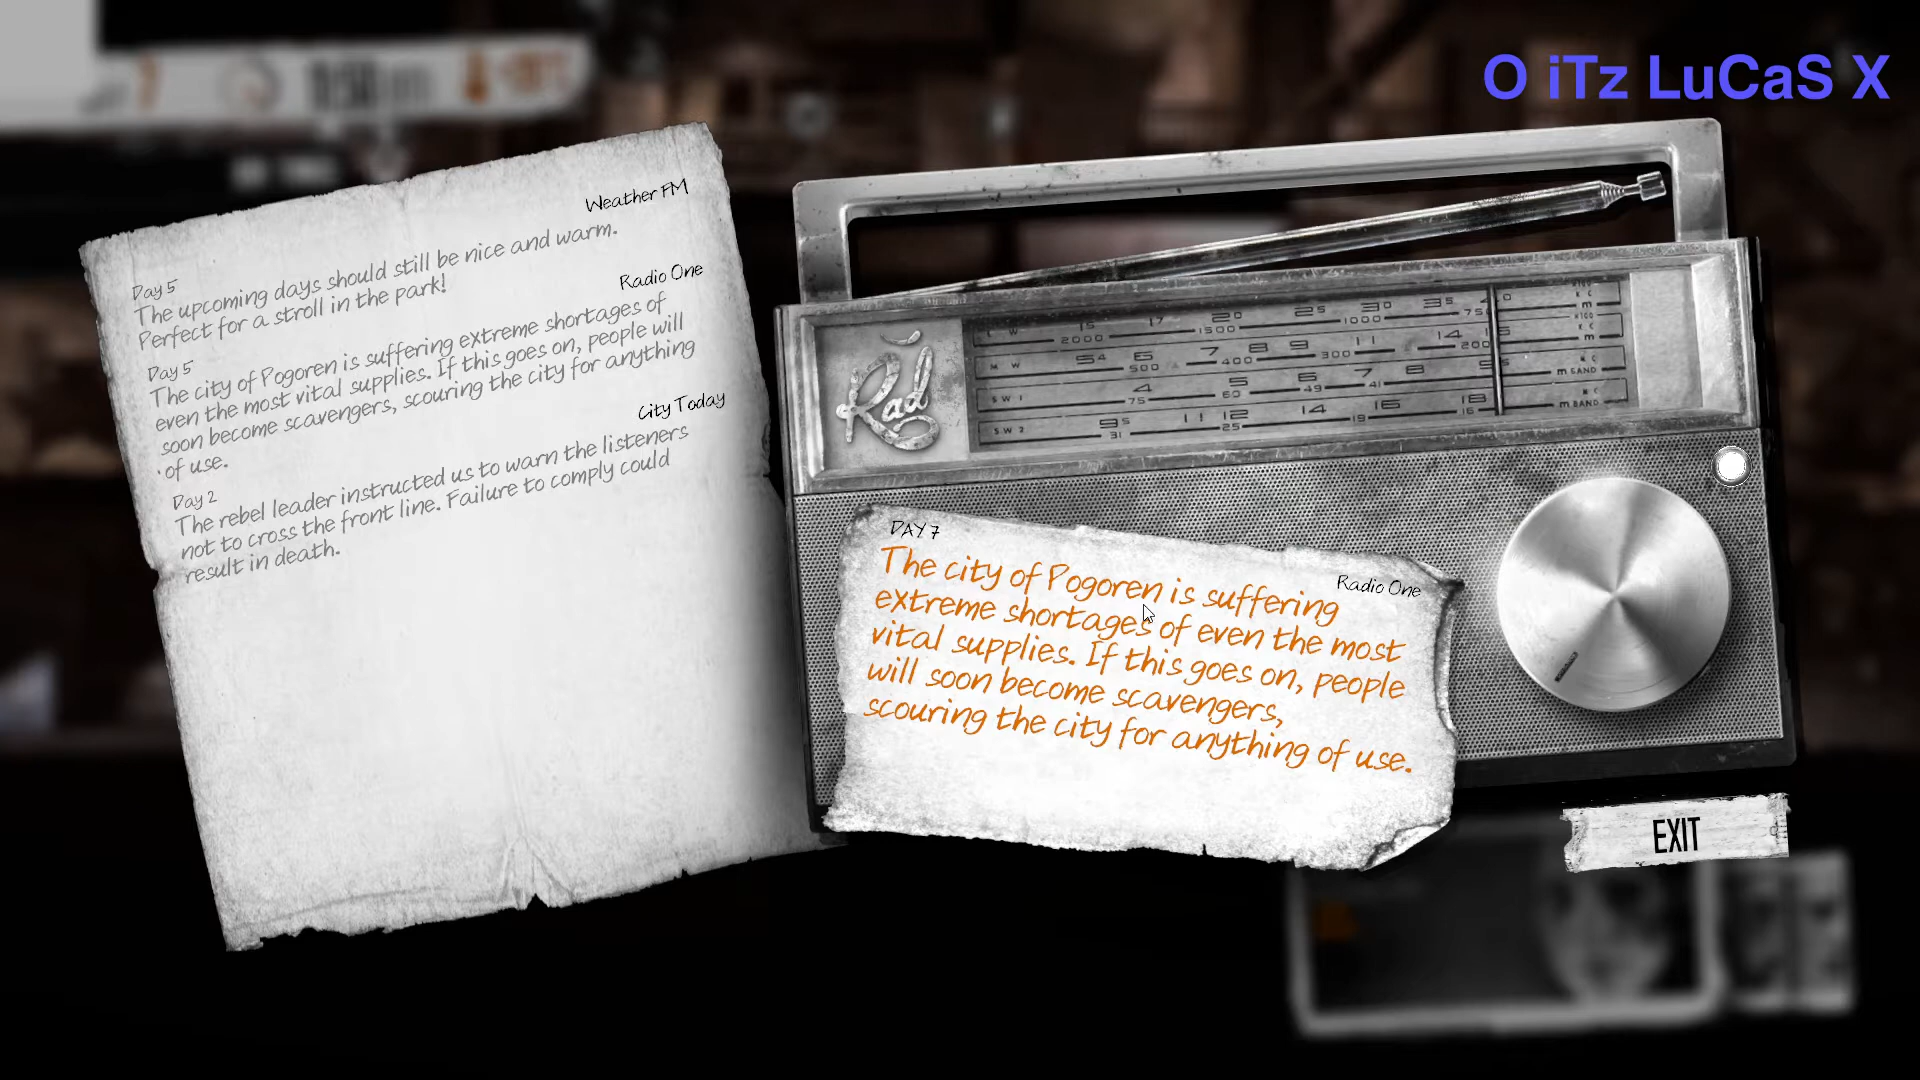 O iTz LuCaS X
Weather FM
Day 5
The upcoming days should still be nice and warm.
Perfect for a stroll in the park!
Radio One
Day 5
The city of Pogoren is suffering extreme shortages of
even the most vital supplies. If this goes on, people will
soon become scavengers, scouring the city for anything
of use.
City Today
Day 2
The rebel leader instructed us to warn the listeners
not to cross the front line. Failure to comply could
result in death.
Rad
DAY 7
Radio One
The city of Pogoren is suffering
extreme shortages of even the most
vital supplies. If this goes on, people
will soon become scavengers,
scouring the city for anything of use.
EXIT